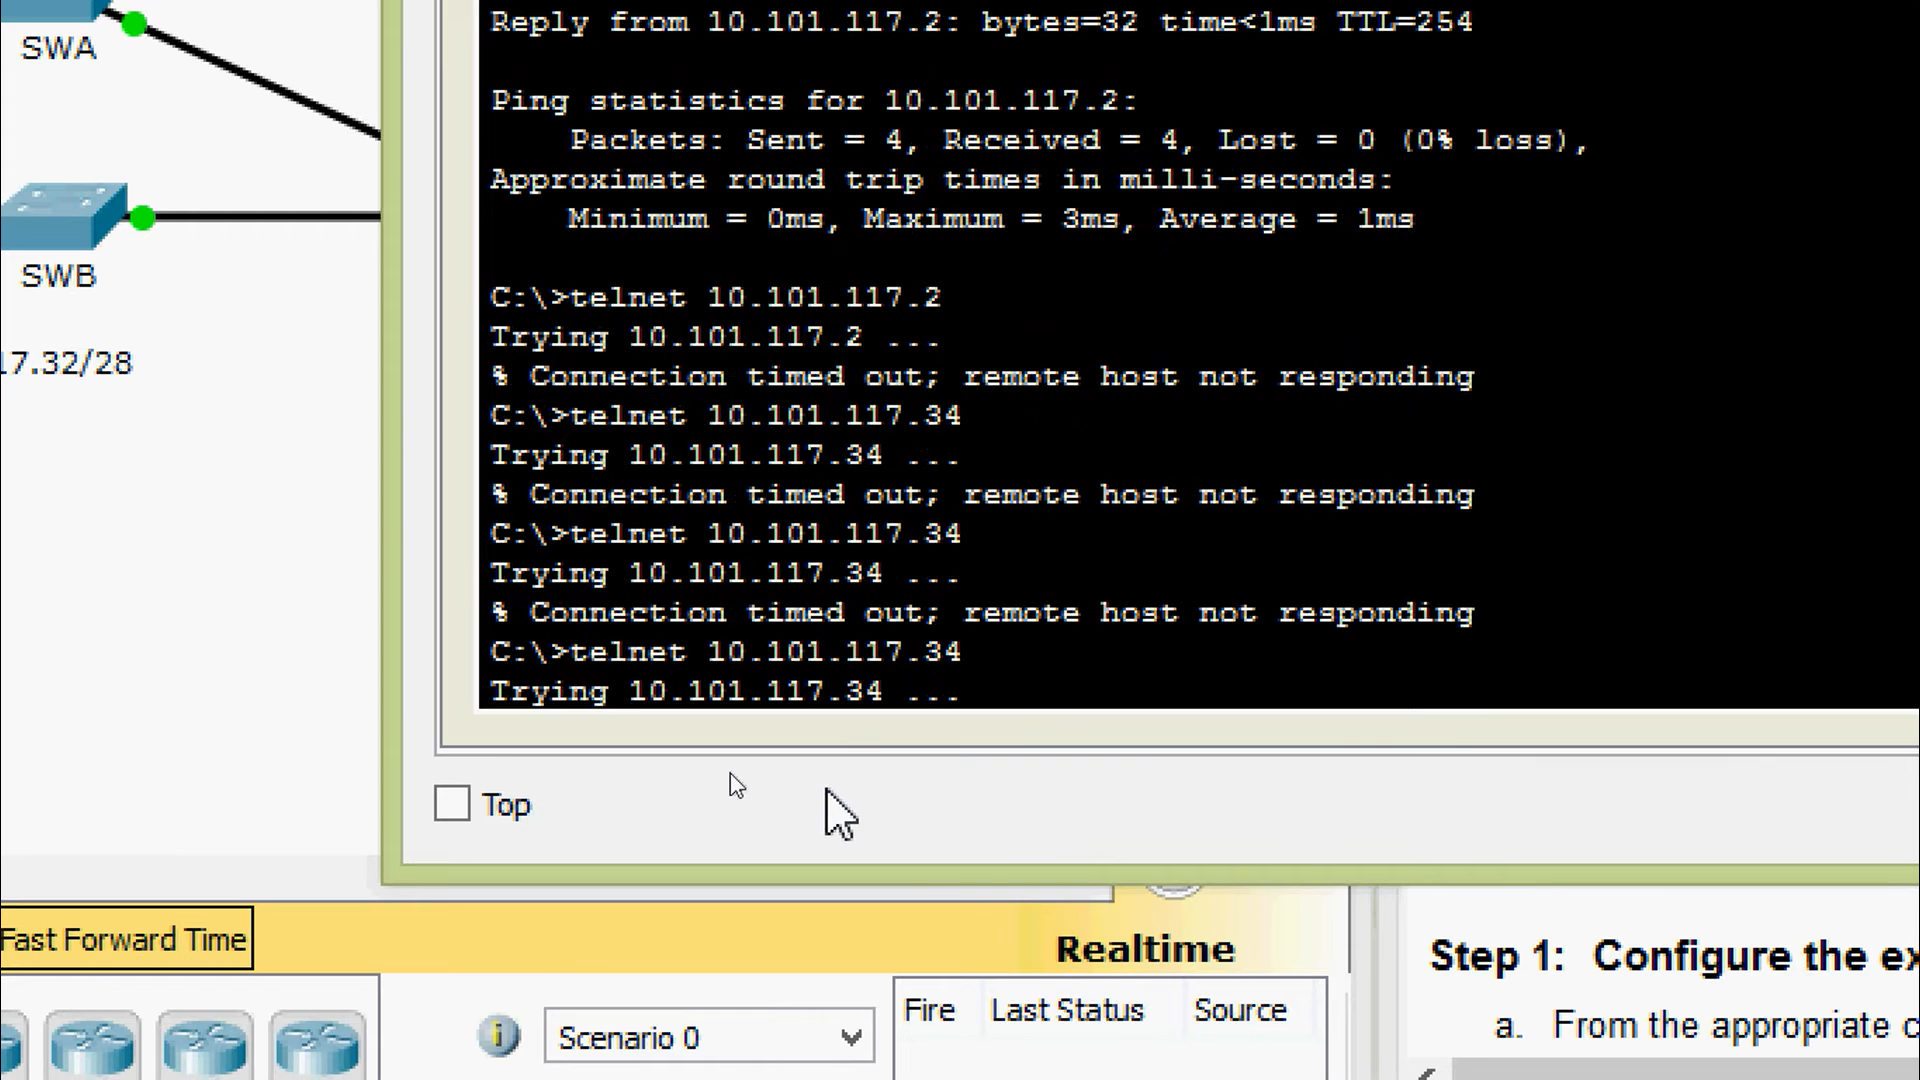 SWA
SWB
17.32/28
Reply from 10.101.117.2: bytes=32 time<1ms TTL=254
Ping statistics for 10.101.117.2:
Packets: Sent = 4, Received = 4, Lost = 0 (0% loss),
Approximate round trip times in milli-seconds:
Minimum = 0ms, Maximum = 3ms, Average = 1ms
C:\>telnet 10.101.117.2
Trying 10.101.117.2 ...
% Connection timed out; remote host not responding
C:\>telnet 10.101.117.34
Trying 10.101.117.34 ...
% Connection timed out; remote host not responding
C:\>telnet 10.101.117.34
Trying 10.101.117.34 ...
% Connection timed out; remote host not responding
C:\>telnet 10.101.117.34
Trying 10.101.117.34 ...
Top
Fast Forward Time
Realtime
Scenario 0
Fire Last Status Source
Step 1: Configure the ex
a. From the appropriate c